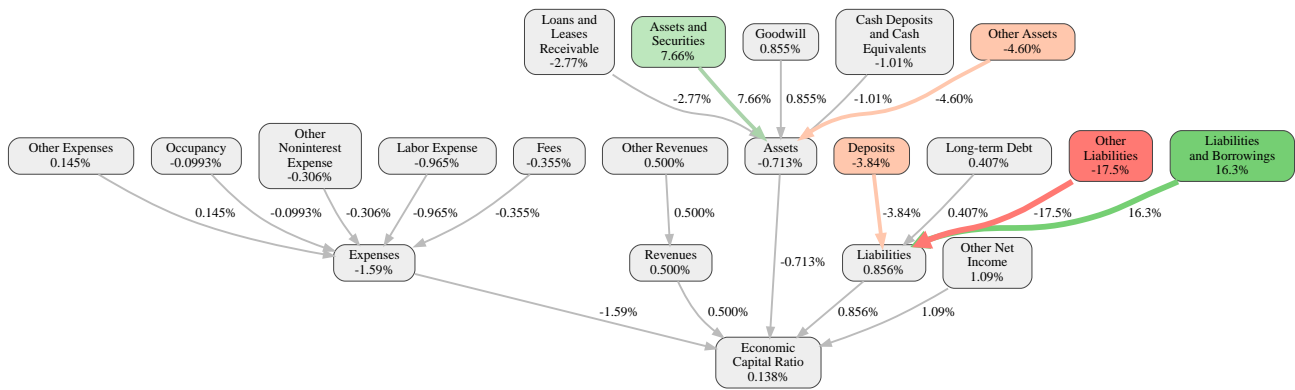 Loans and
Leases
Receivable
-2.77%
Assets and
Securities
7.66%
Goodwill
0.855%
Cash Deposits
and Cash
Equivalents
-1.01%
Other Assets
-4.60%
-2.77%
7.66%
0.855%
-1.01%
-4.60%
Other Expenses
0.145%
Occupancy
-0.0993%
Other
Noninterest
Expense
-0.306%
Labor Expense
-0.965%
Fees
-0.355%
Other Revenues
0.500%
Assets
-0.713%
Deposits
-3.84%
Long-term Debt
0.407%
Other
Liabilities
-17.5%
Liabilities
and Borrowings
16.3%
0.145%
-0.0993%
-0.306%
-0.965%
-0.355%
0.500%
-3.84%
0.407%
-17.5%
16.3%
Expenses
-1.59%
Revenues
0.500%
-0.713%
Liabilities
0.856%
Other Net
Income
1.09%
-1.59%
0.500%
0.856%
1.09%
Economic
Capital Ratio
0.138%